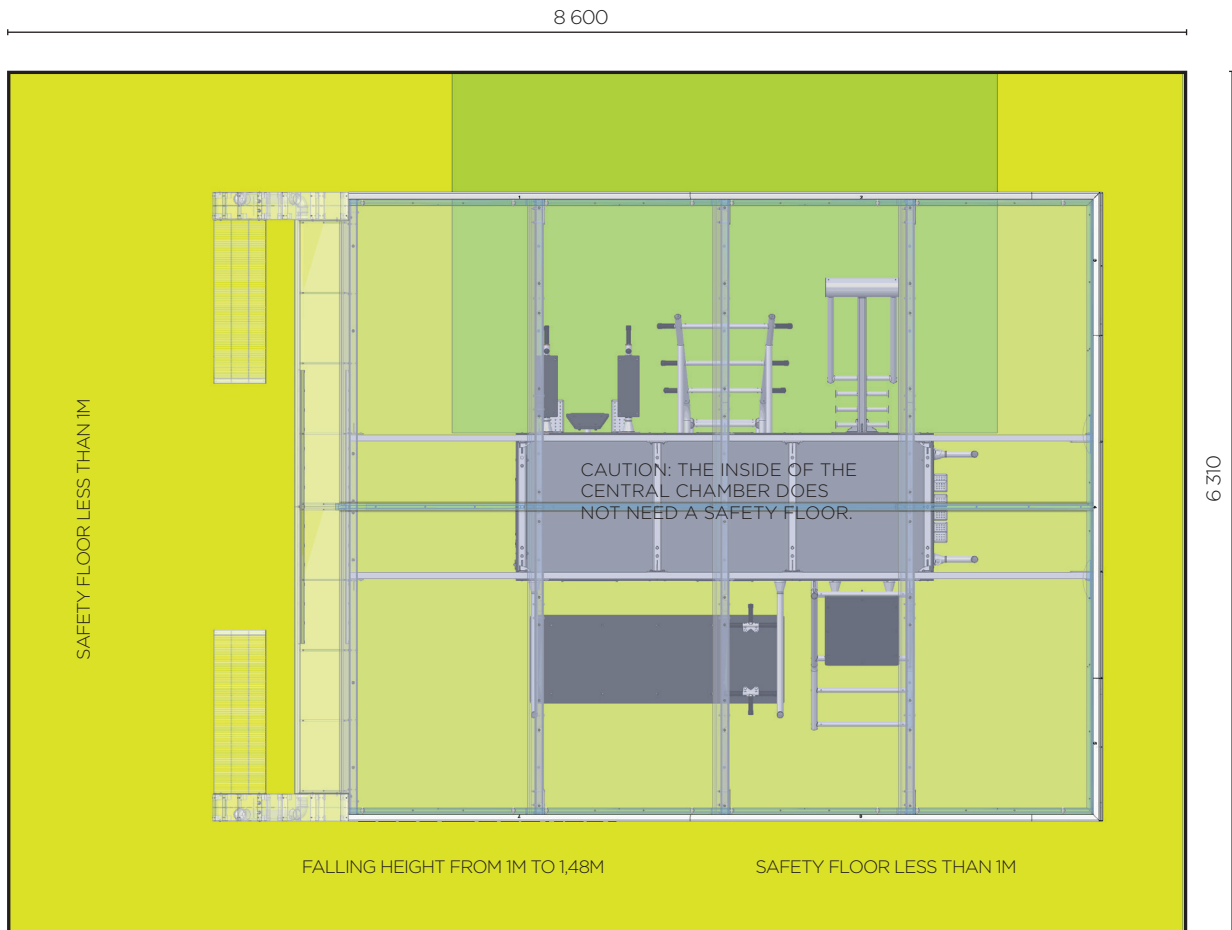 8 600
SAFETY FLOOR LESS THAN 1M
CAUTION: THE INSIDE OF THE
CENTRAL CHAMBER DOES
NOT NEED A SAFETY FLOOR.
6 310
FALLING HEIGHT FROM 1M TO 1,48M
SAFETY FLOOR LESS THAN 1M